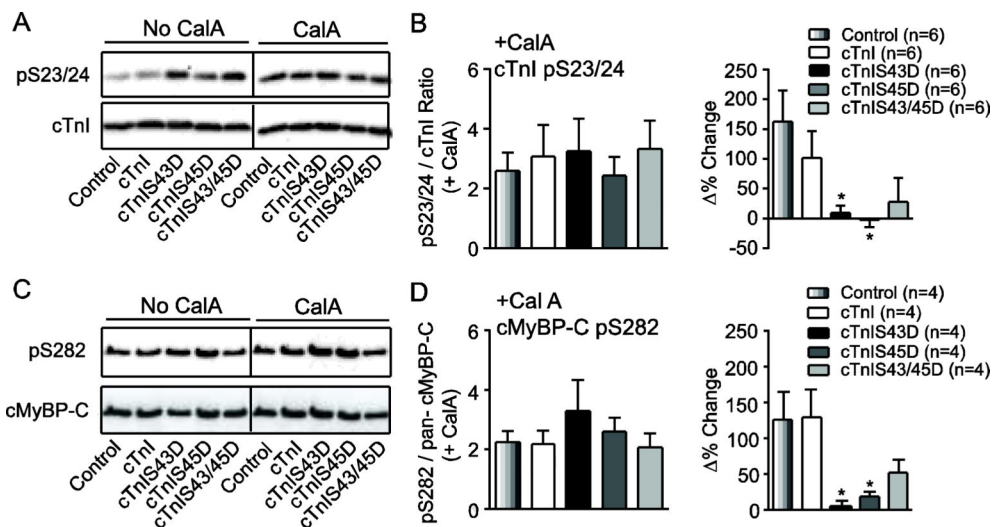 A
No CalA
CalA
pS23/24
cTnI
Control
cTnI
cTnIS43D
cTnIS45D
cTnIS43/45D
Control
cTnI
cTnIS43D
cTnIS45D
cTnIS43/45D
B
+CalA
cTnI pS23/24
pS23/24 / cTnI Ratio
(+ CalA)
6
4
2
0
Control (n=6)
cTnI (n=6)
cTnIS43D (n=6)
cTnIS45D (n=6)
cTnIS43/45D (n=6)
Δ% Change
250
200
150
100
50
0
-50
*
*
C
No CalA
CalA
pS282
cMyBP-C
Control
cTnI
cTnIS43D
cTnIS45D
cTnIS43/45D
Control
cTnI
cTnIS43D
cTnIS45D
cTnIS43/45D
D
+Cal A
cMyBP-C pS282
pS282 / pan- cMyBP-C
(+ CalA)
6
4
2
0
Control (n=4)
cTnI (n=4)
cTnIS43D (n=4)
cTnIS45D (n=4)
cTnIS43/45D (n=4)
Δ% Change
250
200
150
100
50
0
*
*